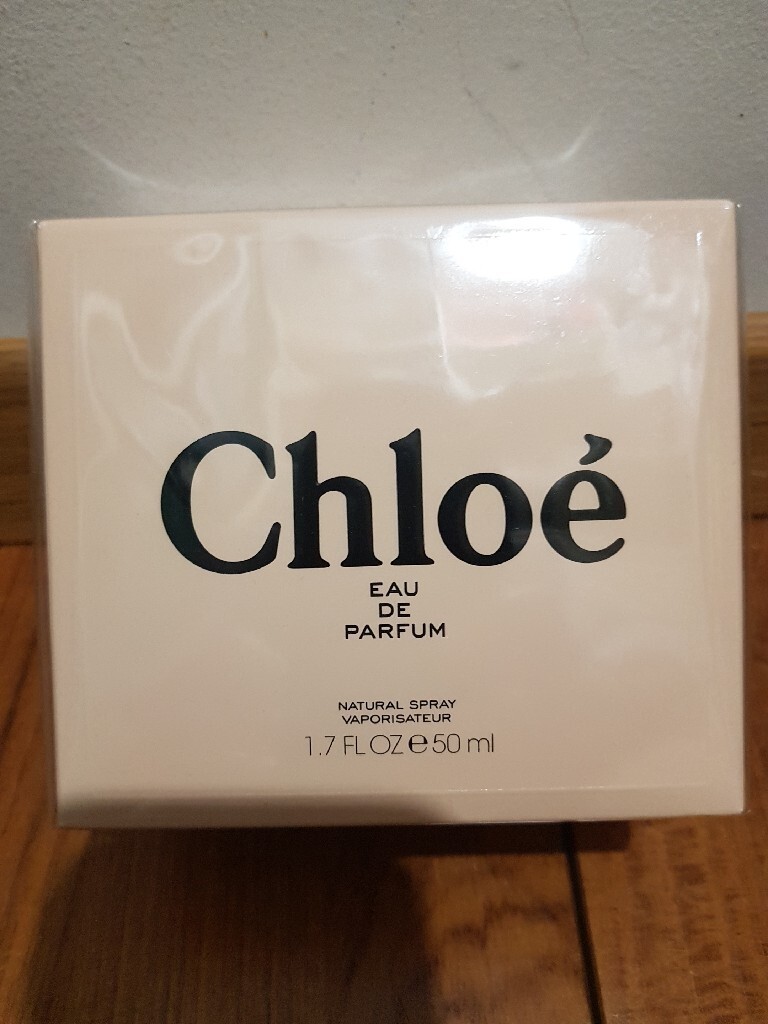 Chloé
EAU
DE
PARFUM
NATURAL SPRAY
VAPORISATEUR
1.7 FL OZ ℮ 50 ml